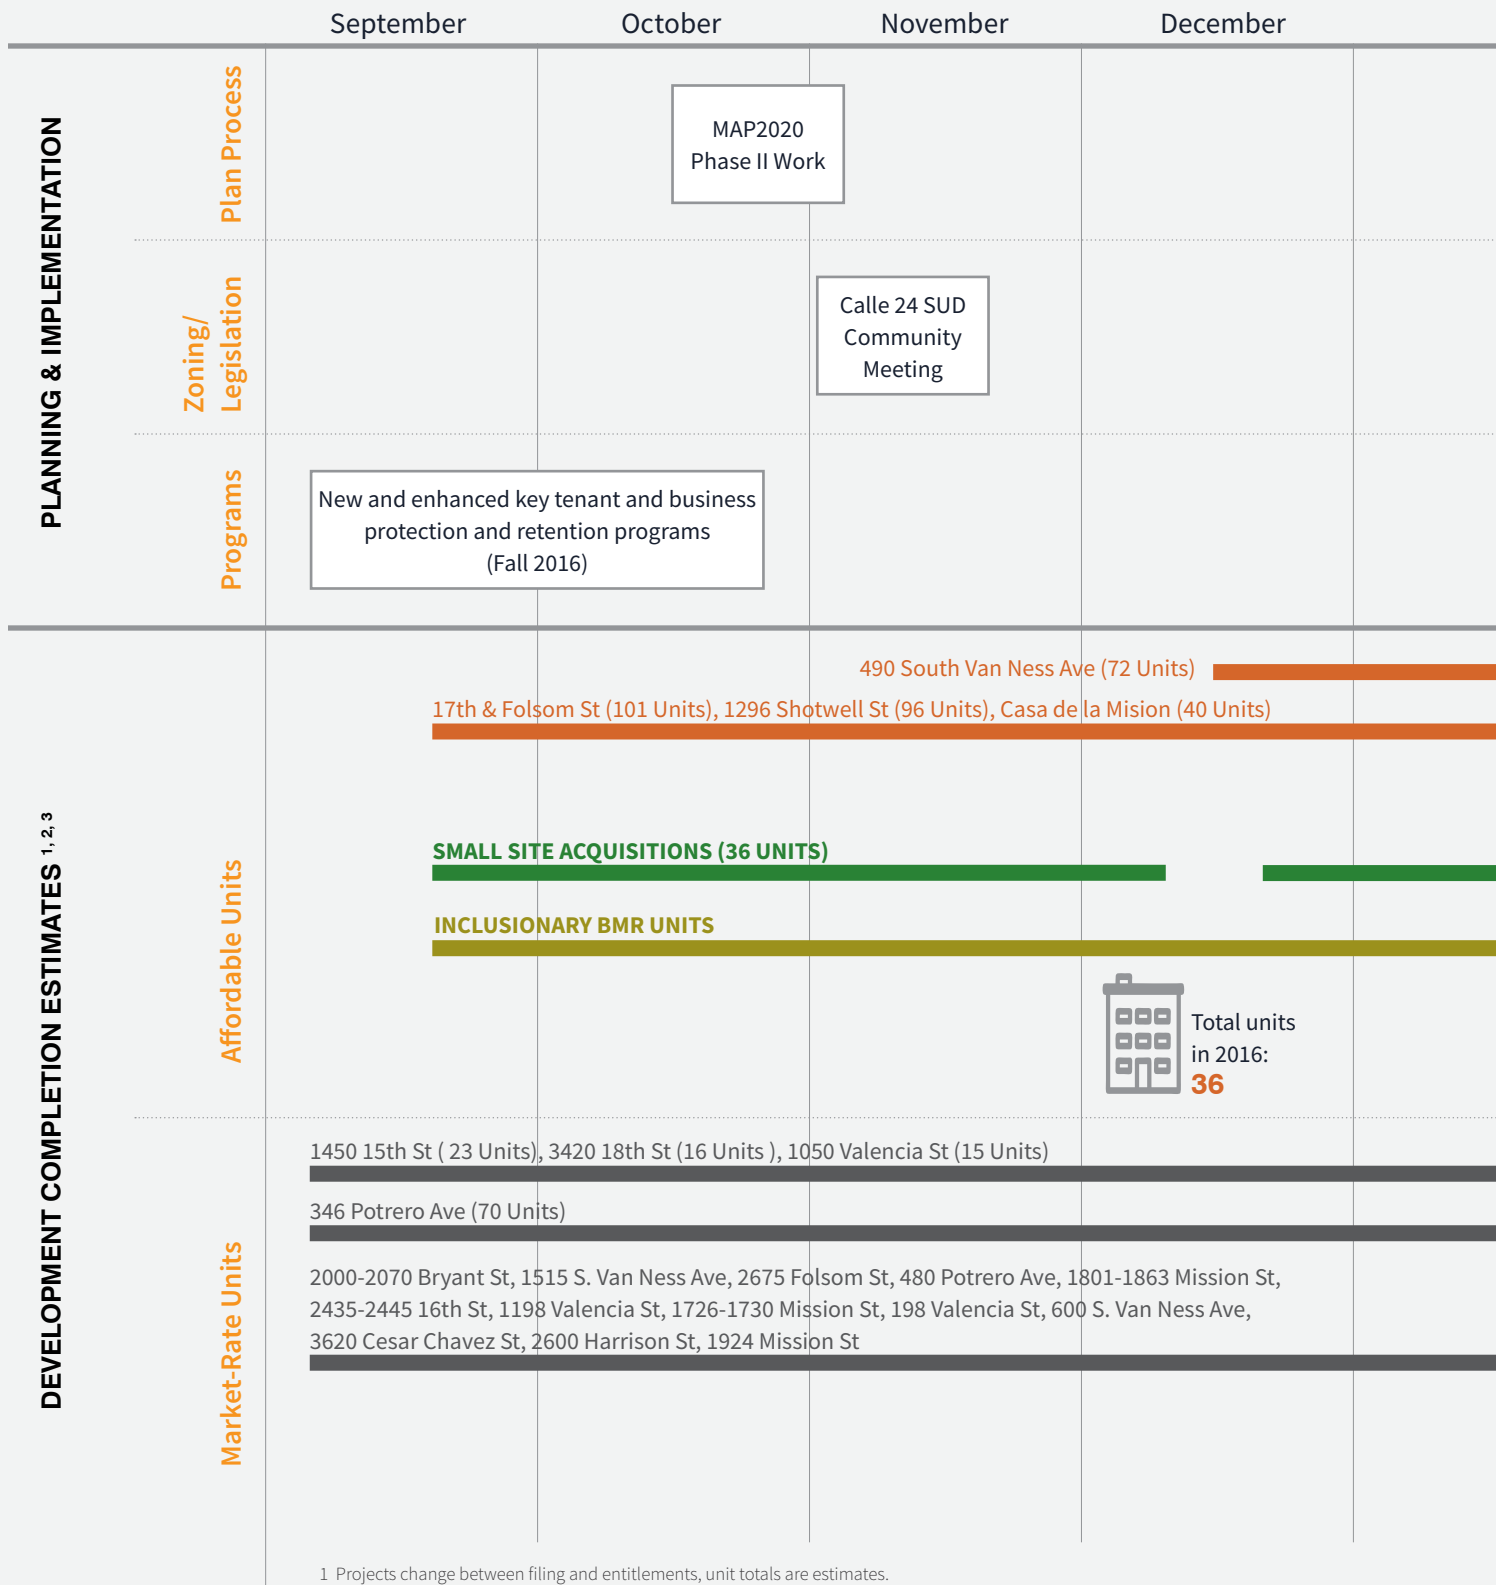 September October November December
PLANNING & IMPLEMENTATION
Plan Process
MAP2020
Phase II Work
Zoning/
Legislation
Calle 24 SUD
Community
Meeting
Programs
New and enhanced key tenant and business
protection and retention programs
(Fall 2016)
DEVELOPMENT COMPLETION ESTIMATES 1, 2, 3
Affordable Units
490 South Van Ness Ave (72 Units)
17th & Folsom St (101 Units), 1296 Shotwell St (96 Units), Casa de la Mision (40 Units)
SMALL SITE ACQUISITIONS (36 UNITS)
INCLUSIONARY BMR UNITS
Total units
in 2016:
36
Market-Rate Units
1450 15th St ( 23 Units), 3420 18th St (16 Units ), 1050 Valencia St (15 Units)
346 Potrero Ave (70 Units)
2000-2070 Bryant St, 1515 S. Van Ness Ave, 2675 Folsom St, 480 Potrero Ave, 1801-1863 Mission St,
2435-2445 16th St, 1198 Valencia St, 1726-1730 Mission St, 198 Valencia St, 600 S. Van Ness Ave,
3620 Cesar Chavez St, 2600 Harrison St, 1924 Mission St
1 Projects change between filing and entitlements, unit totals are estimates.